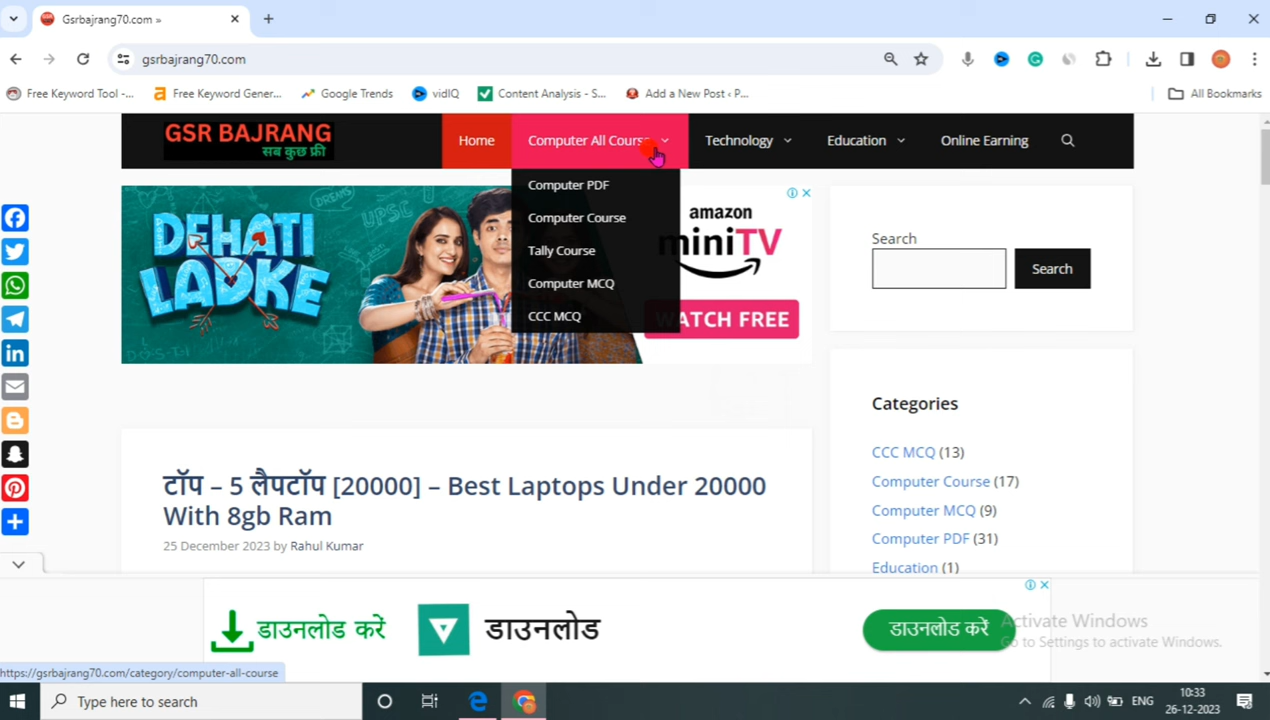 Gsrbajrang70.com »
gsrbajrang70.com
Free Keyword Tool -...
Free Keyword Gener...
Google Trends
vidIQ
Content Analysis - S...
Add a New Post ‹ P...
All Bookmarks
GSR BAJRANG
सब कुछ फ्री
Home
Computer All Course
Technology
Education
Online Earning
Computer PDF
Computer Course
Tally Course
Computer MCQ
CCC MCQ
DEHATI
LADKE
UPSC
amazon
miniTV
WATCH FREE
Search
Search
Categories
CCC MCQ (13)
Computer Course (17)
Computer MCQ (9)
Computer PDF (31)
Education (1)
टॉप – 5 लैपटॉप [20000] – Best Laptops Under 20000
With 8gb Ram
25 December 2023 by Rahul Kumar
डाउनलोड करें
डाउनलोड
डाउनलोड करें
Activate Windows
Go to Settings to activate Windows.
https://gsrbajrang70.com/category/computer-all-course
Type here to search
ENG
10:33
26-12-2023